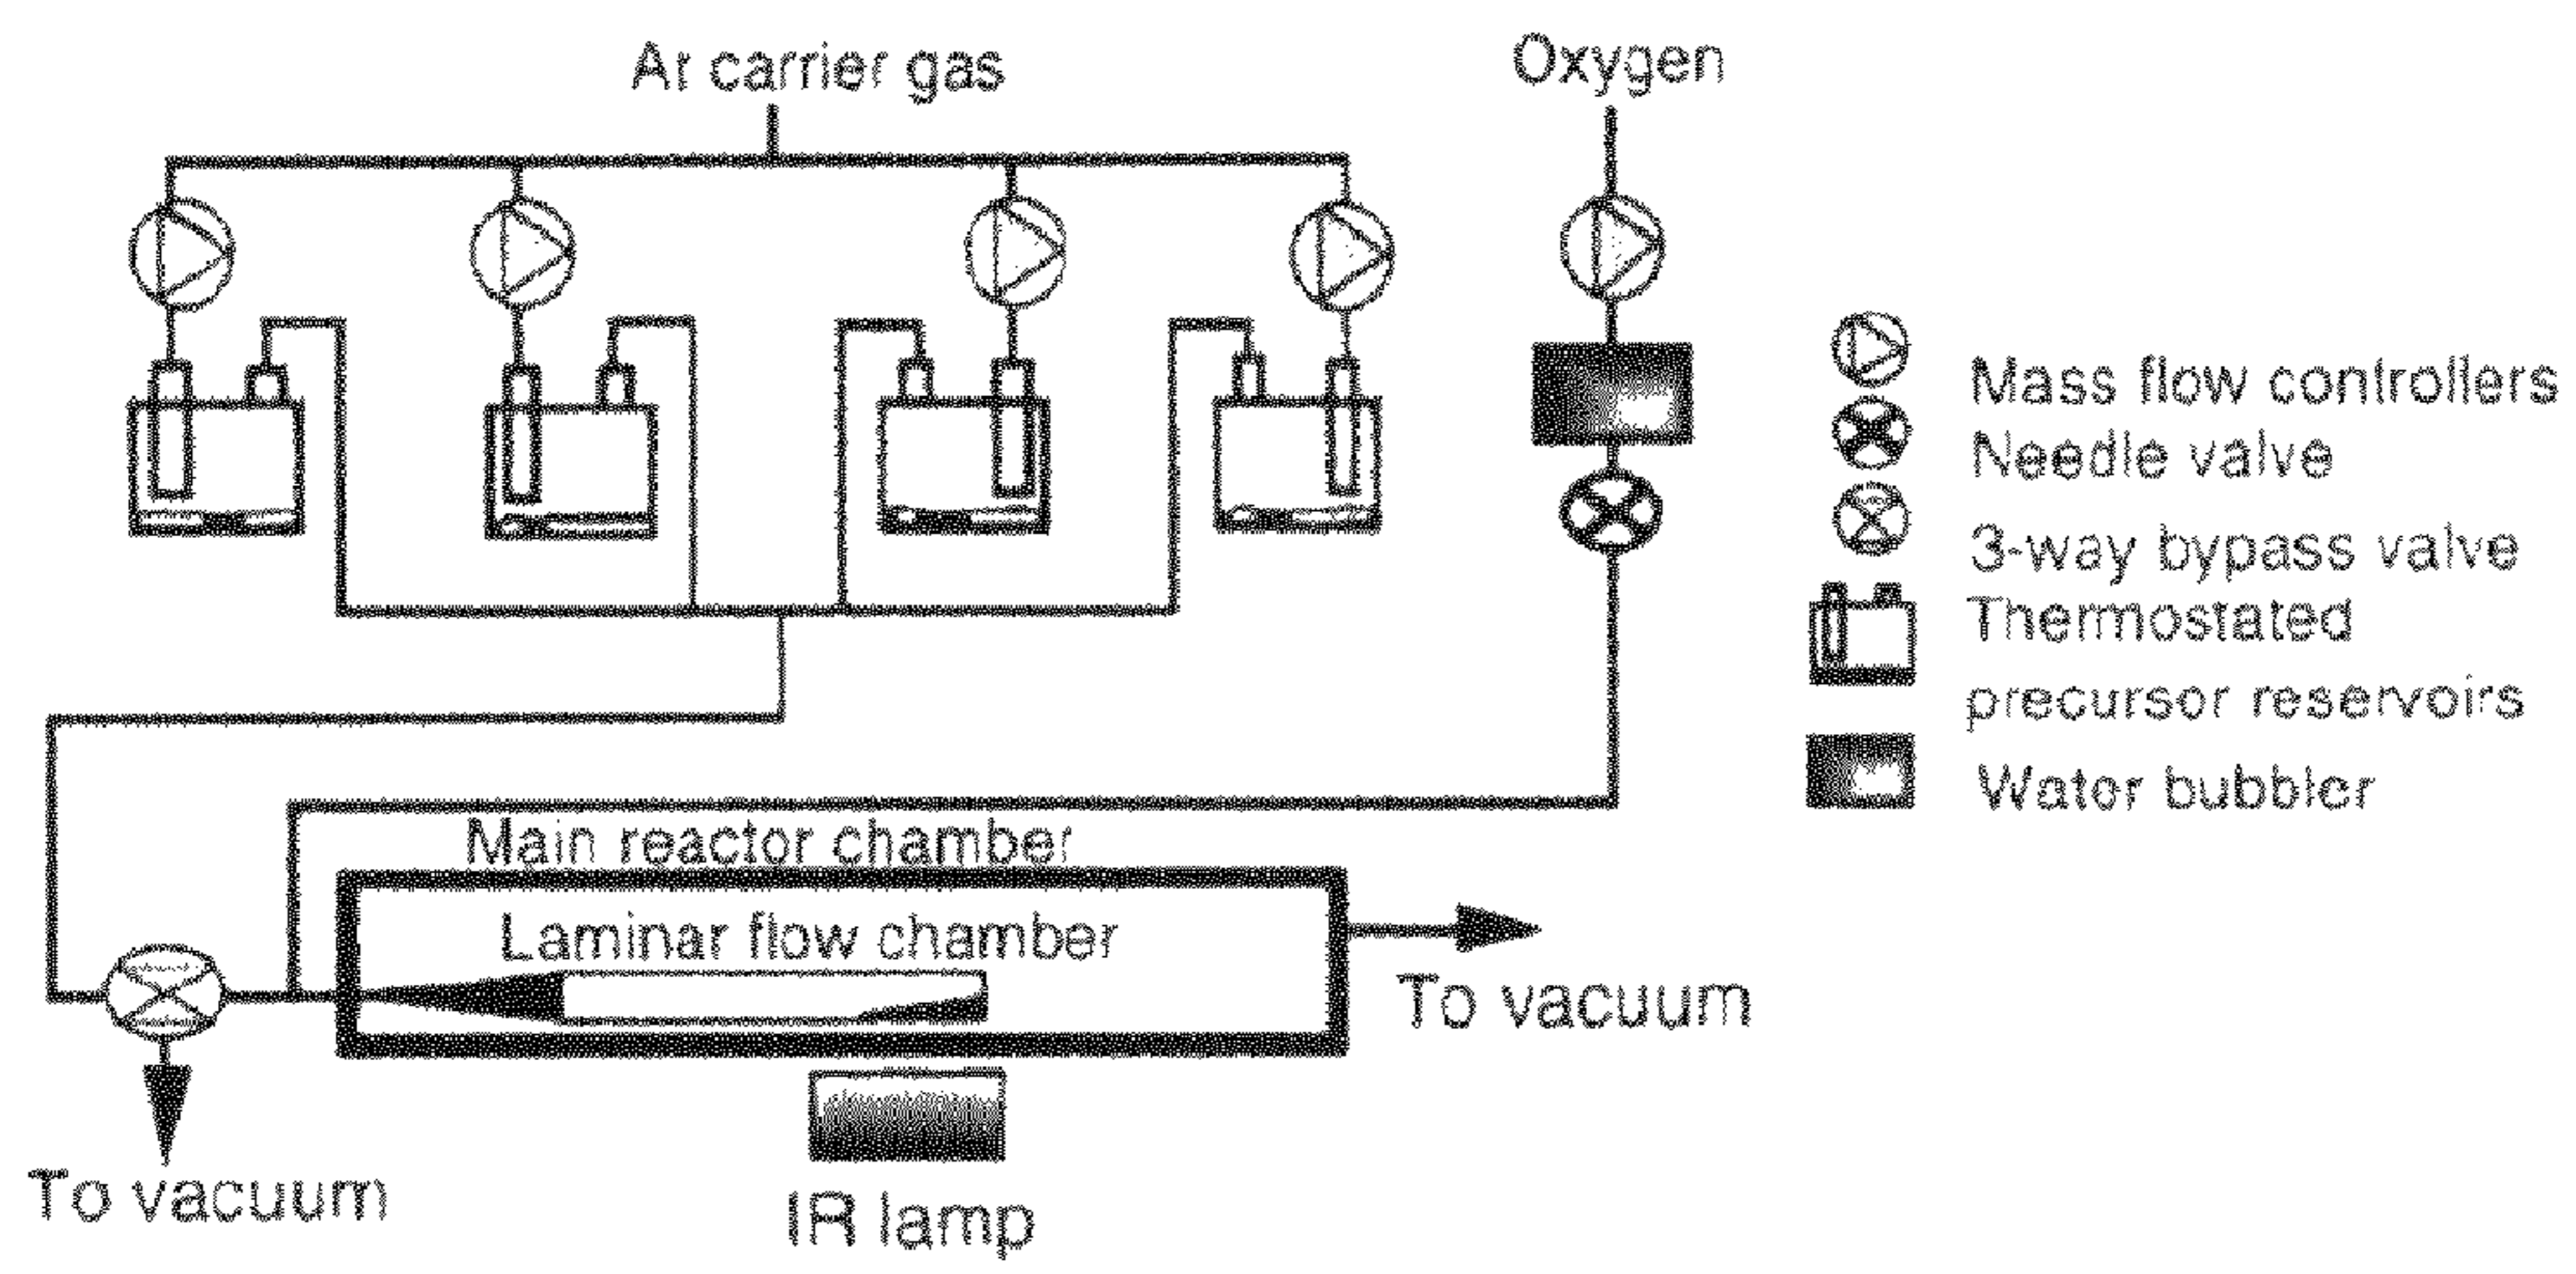 Ar carrier gas
Oxygen
Mass flow controllers
Needle valve
3-way bypass valve
Thermostated
precursor reservoirs
Water bubbler
Main reactor chamber
Laminar flow chamber
To vacuum
To vacuum
IR lamp